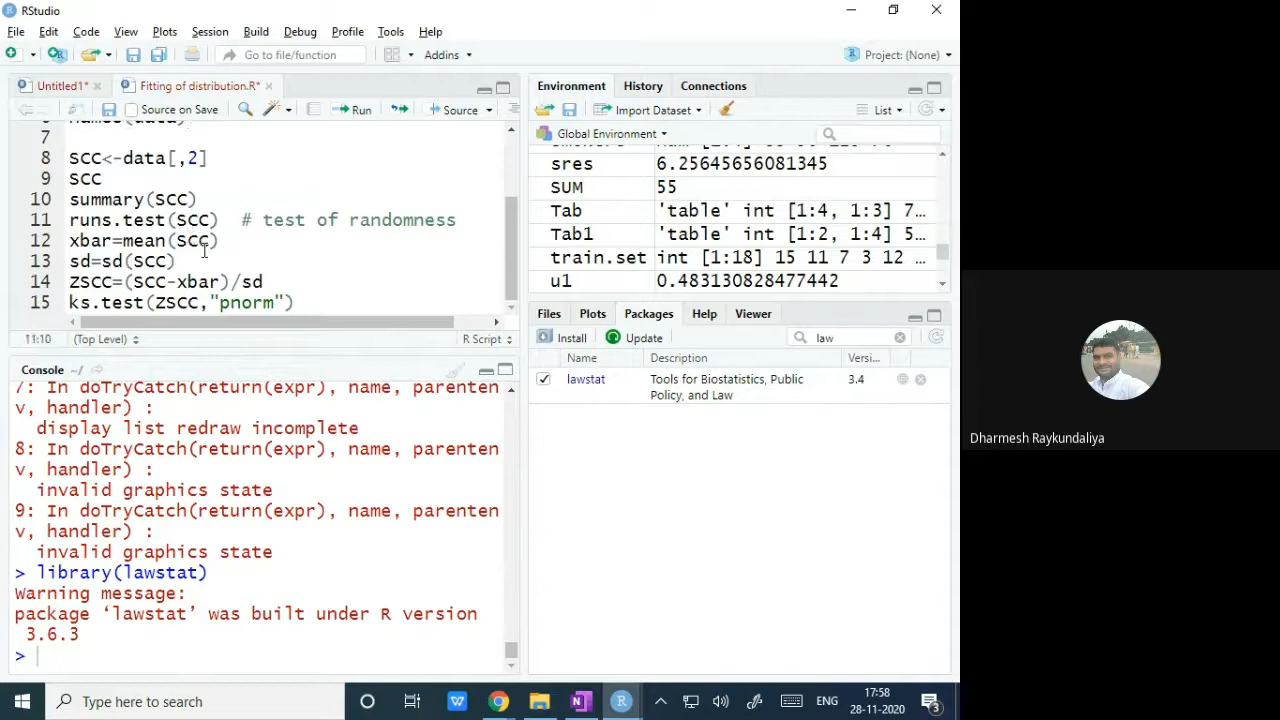 RStudio
File Edit Code View Plots Session Build Debug Profile Tools Help
Go to file/function Addins Project: (None)
Untitled1* Fitting of distribution.R*
Source on Save Run Source
7
8 SCC<-data[,2]
9 SCC
10 summary(SCC)
11 runs.test(SCC) # test of randomness
12 xbar=mean(SCC)
13 sd=sd(SCC)
14 ZSCC=(SCC-xbar)/sd
15 ks.test(ZSCC,"pnorm")
11:10 (Top Level) R Script
Console ~/
7: In doTryCatch(return(expr), name, parenten
v, handler) :
display list redraw incomplete
8: In doTryCatch(return(expr), name, parenten
v, handler) :
invalid graphics state
9: In doTryCatch(return(expr), name, parenten
v, handler) :
invalid graphics state
> library(lawstat)
Warning message:
package ‘lawstat’ was built under R version
3.6.3
>
Environment History Connections
Import Dataset List
Global Environment
sres 6.25645656081345
SUM 55
Tab 'table' int [1:4, 1:3] 7…
Tab1 'table' int [1:2, 1:4] 5…
train.set int [1:18] 15 11 7 3 12 …
u1 0.483130828477442
Files Plots Packages Help Viewer
Install Update law
Name Description Versi...
lawstat Tools for Biostatistics, Public 3.4
Policy, and Law
Dharmesh Raykundaliya
Type here to search
ENG
17:58
28-11-2020
3